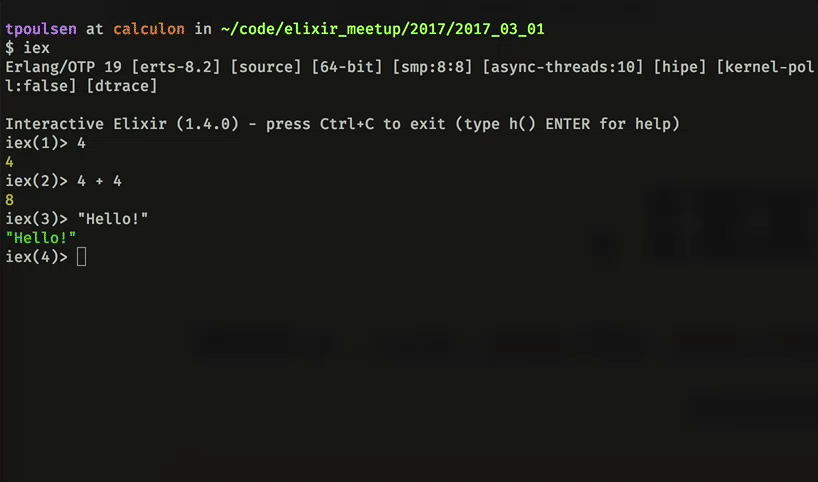 tpoulsen at calculon in ~/code/elixir_meetup/2017/2017_03_01
$ iex
Erlang/OTP 19 [erts-8.2] [source] [64-bit] [smp:8:8] [async-threads:10] [hipe] [kernel-pol
l:false] [dtrace]
Interactive Elixir (1.4.0) - press Ctrl+C to exit (type h() ENTER for help)
iex(1)> 4
4
iex(2)> 4 + 4
8
iex(3)> "Hello!"
"Hello!"
iex(4)>